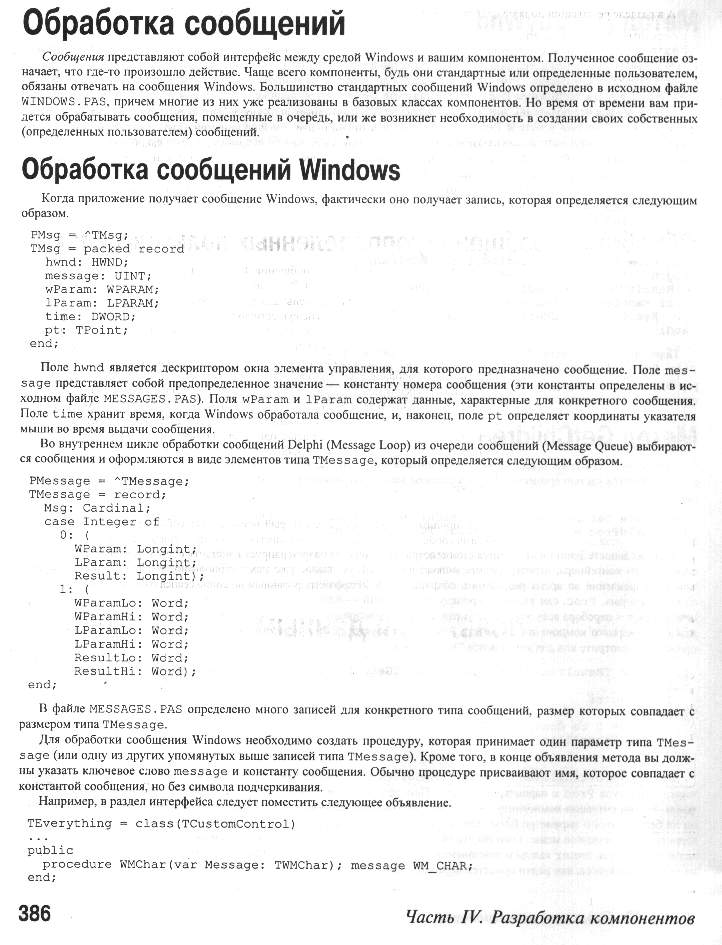 Обработка сообщений
Сообщения представляют собой интерфейс между средой Windows и вашим компонентом. Полученное сообщение оз-
начает, что где-то произошло действие. Чаще всего компоненты, будь они стандартные или определенные пользователем,
обязаны отвечать на сообщения Windows. Большинство стандартных сообщений Windows определено в исходном файле
WINDOWS.PAS, причем многие из них уже реализованы в базовых классах компонентов. Но время от времени вам при-
дется обрабатывать сообщения, помещенные в очередь, или же возникнет необходимость в создании своих собственных
(определенных пользователем) сообщений.
Обработка сообщений Windows
Когда приложение получает сообщение Windows, фактически оно получает запись, которая определяется следующим
образом.
PMsg = ^TMsg;
TMsg = packed record
hwnd: HWND;
message: UINT;
wParam: WPARAM;
lParam: LPARAM;
time: DWORD;
pt: TPoint;
end;
Поле hwnd является дескриптором окна элемента управления, для которого предназначено сообщение. Поле mes-
sage представляет собой предопределенное значение — константу номера сообщения (эти константы определены в ис-
ходном файле MESSAGES.PAS). Поля wParam и lParam содержат данные, характерные для конкретного сообщения.
Поле time хранит время, когда Windows обработала сообщение, и, наконец, поле pt определяет координаты указателя
мыши во время выдачи сообщения.
Во внутреннем цикле обработки сообщений Delphi (Message Loop) из очереди сообщений (Message Queue) выбирают-
ся сообщения и оформляются в виде элементов типа TMessage, который определяется следующим образом.
PMessage = ^TMessage;
TMessage = record;
Msg: Cardinal;
case Integer of
0: (
WParam: Longint;
LParam: Longint;
Result: Longint);
1: (
WParamLo: Word;
WParamHi: Word;
LParamLo: Word;
LParamHi: Word;
ResultLo: Word;
ResultHi: Word);
end;
В файле MESSAGES.PAS определено много записей для конкретного типа сообщений, размер которых совпадает с
размером типа TMessage.
Для обработки сообщения Windows необходимо создать процедуру, которая принимает один параметр типа TMes-
sage (или одну из других упомянутых выше записей типа TMessage). Кроме того, в конце объявления метода вы долж-
ны указать ключевое слово message и константу сообщения. Обычно процедуре присваивают имя, которое совпадает с
константой сообщения, но без символа подчеркивания.
Например, в раздел интерфейса следует поместить следующее объявление.
TEverything = class(TCustomControl)
...
public
procedure WMChar(var Message: TWMChar); message WM_CHAR;
end;
386
Часть IV. Разработка компонентов